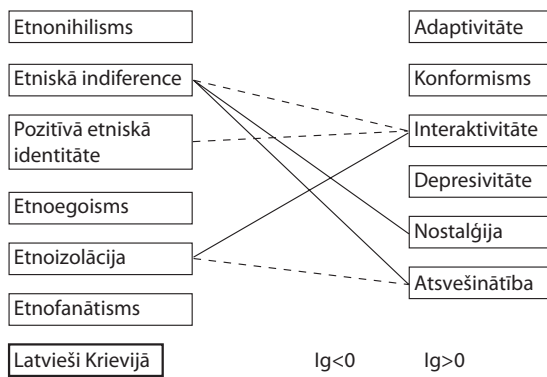 Etnonihilisms
Etniskā indiference
Pozitīvā etniskā
identitāte
Etnoegoisms
Etnoizolācija
Etnofanātisms
Adaptivitāte
Konformisms
Interaktivitāte
Depresivitāte
Nostalģija
Atsvešinātība
Latvieši Krievijā
Ig<0
Ig>0